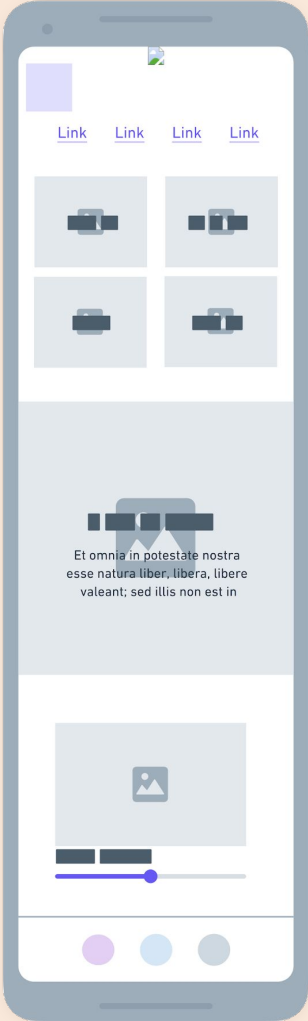 Link Link Link Link
Et omnia in potestate nostra
esse natura liber, libera, libere
valeant; sed illis non est in